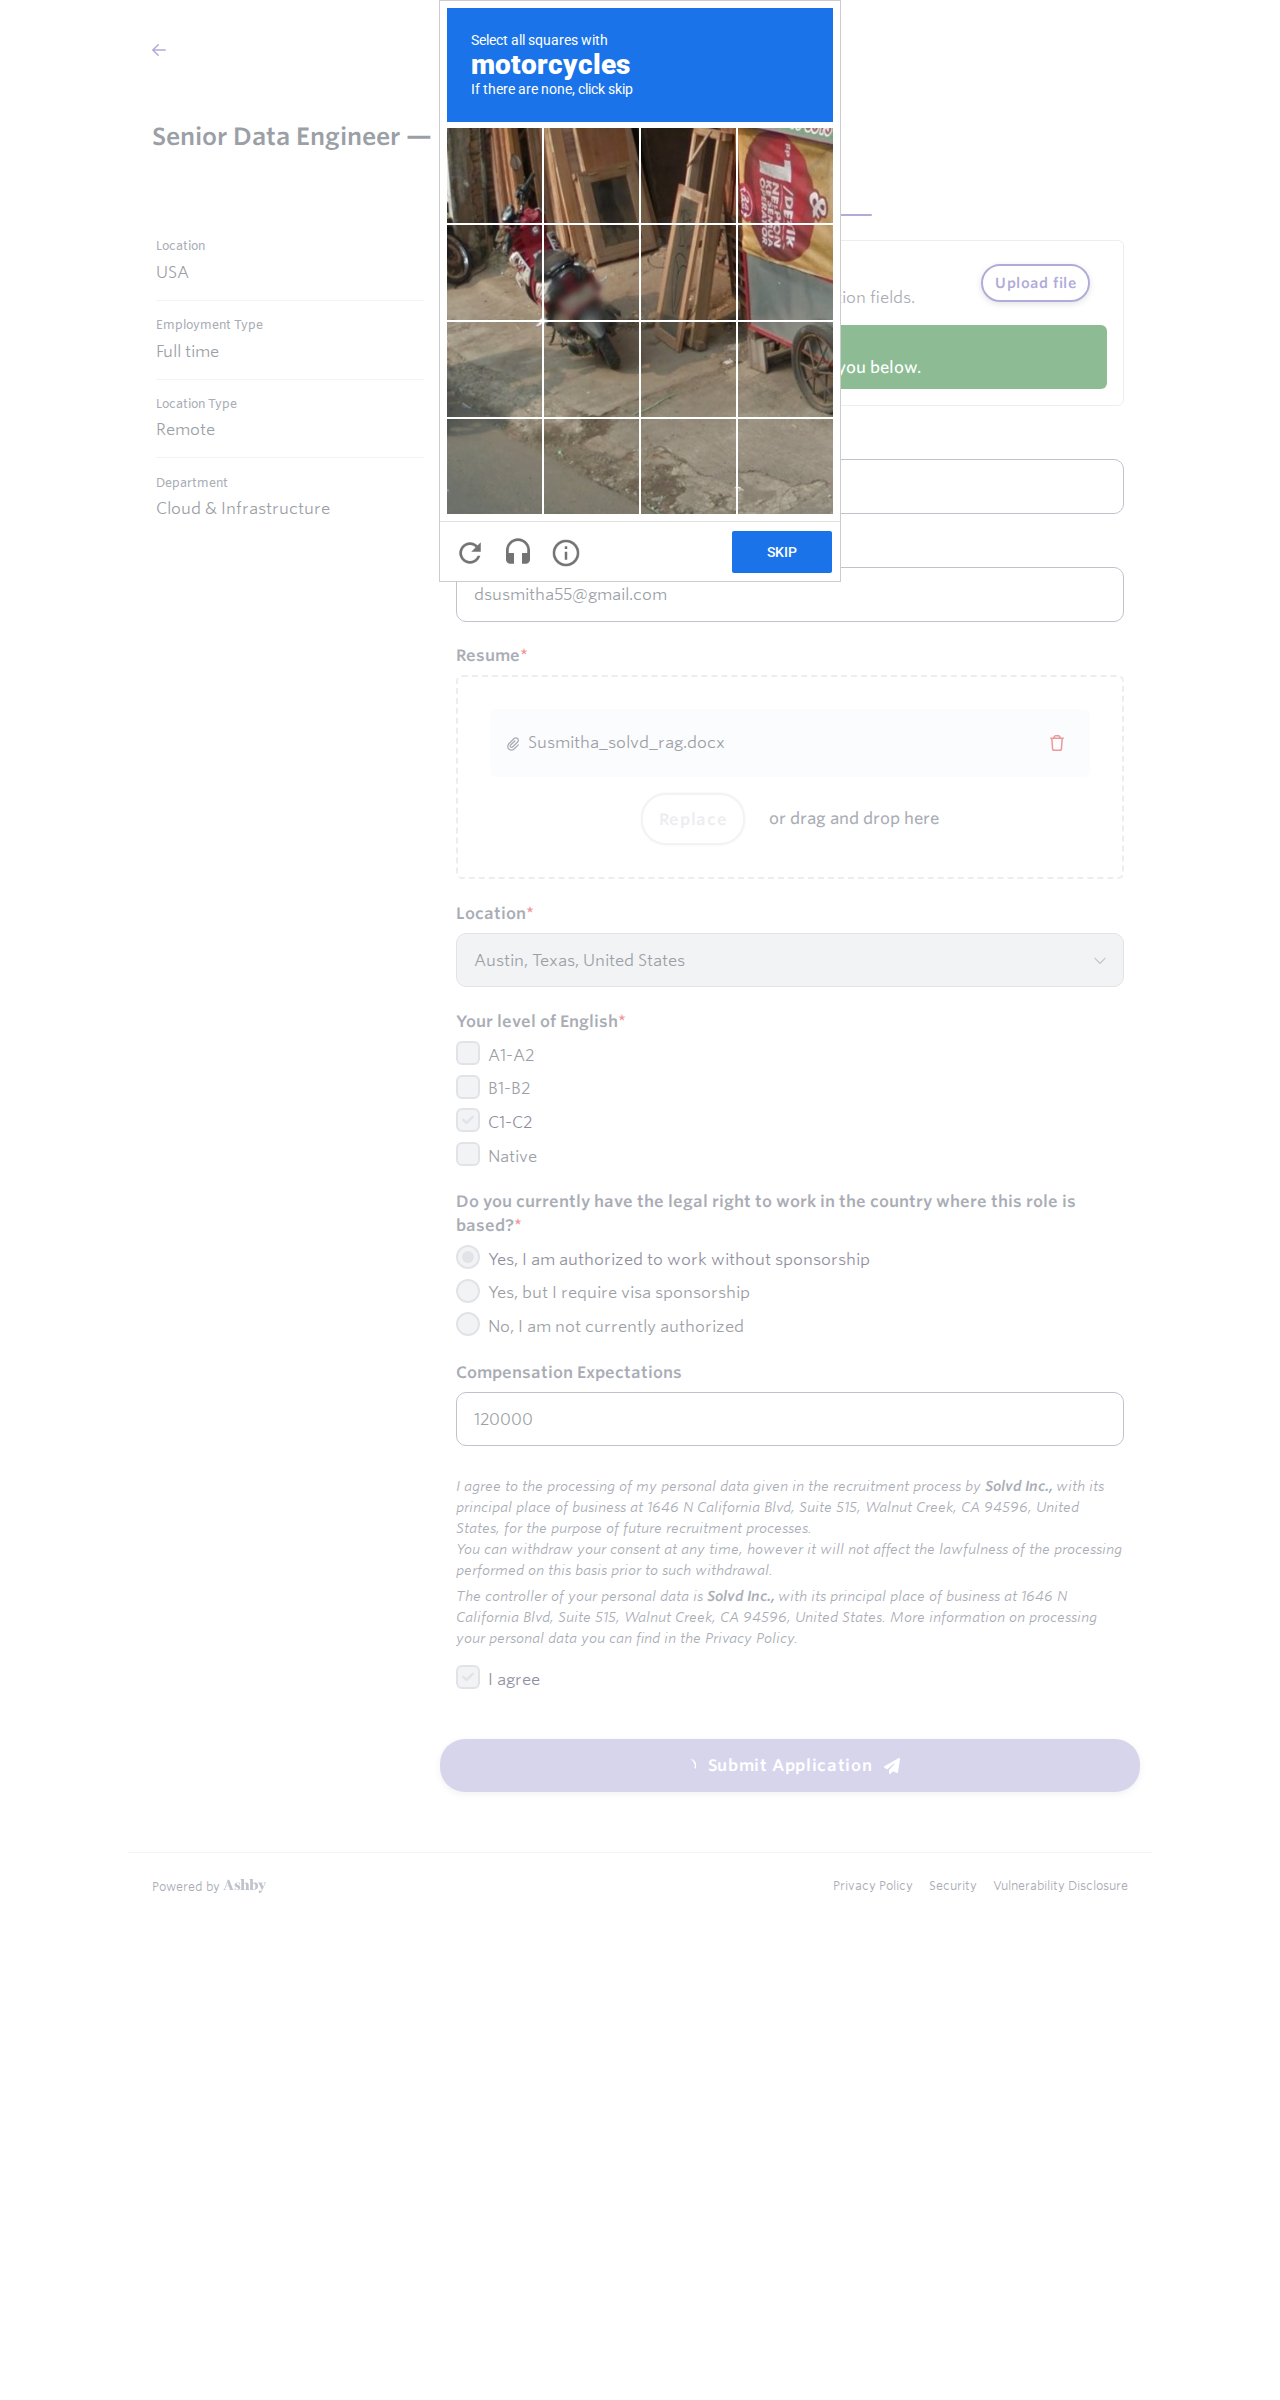 Select all squares with
motorcycles
If there are none, click skip
Senior Data Engineer —
Rp
1
/DETIK
NELPON
KESEMUA
OPERATOR
&
Location
USA
Employment Type
Full time
Location Type
Remote
Department
Cloud & Infrastructure
Upload file
ion fields.
you below.
SKIP
dsusmitha55@gmail.com
Resume*
Susmitha_solvd_rag.docx
Replace
or drag and drop here
Location*
Austin, Texas, United States
Your level of English*
A1-A2
B1-B2
C1-C2
Native
Do you currently have the legal right to work in the country where this role is
based?*
Yes, I am authorized to work without sponsorship
Yes, but I require visa sponsorship
No, I am not currently authorized
Compensation Expectations
120000
I agree to the processing of my personal data given in the recruitment process by Solvd Inc., with its
principal place of business at 1646 N California Blvd, Suite 515, Walnut Creek, CA 94596, United
States, for the purpose of future recruitment processes.
You can withdraw your consent at any time, however it will not affect the lawfulness of the processing
performed on this basis prior to such withdrawal.
The controller of your personal data is Solvd Inc., with its principal place of business at 1646 N
California Blvd, Suite 515, Walnut Creek, CA 94596, United States. More information on processing
your personal data you can find in the Privacy Policy.
I agree
Submit Application
Powered by Ashby
Privacy Policy Security Vulnerability Disclosure